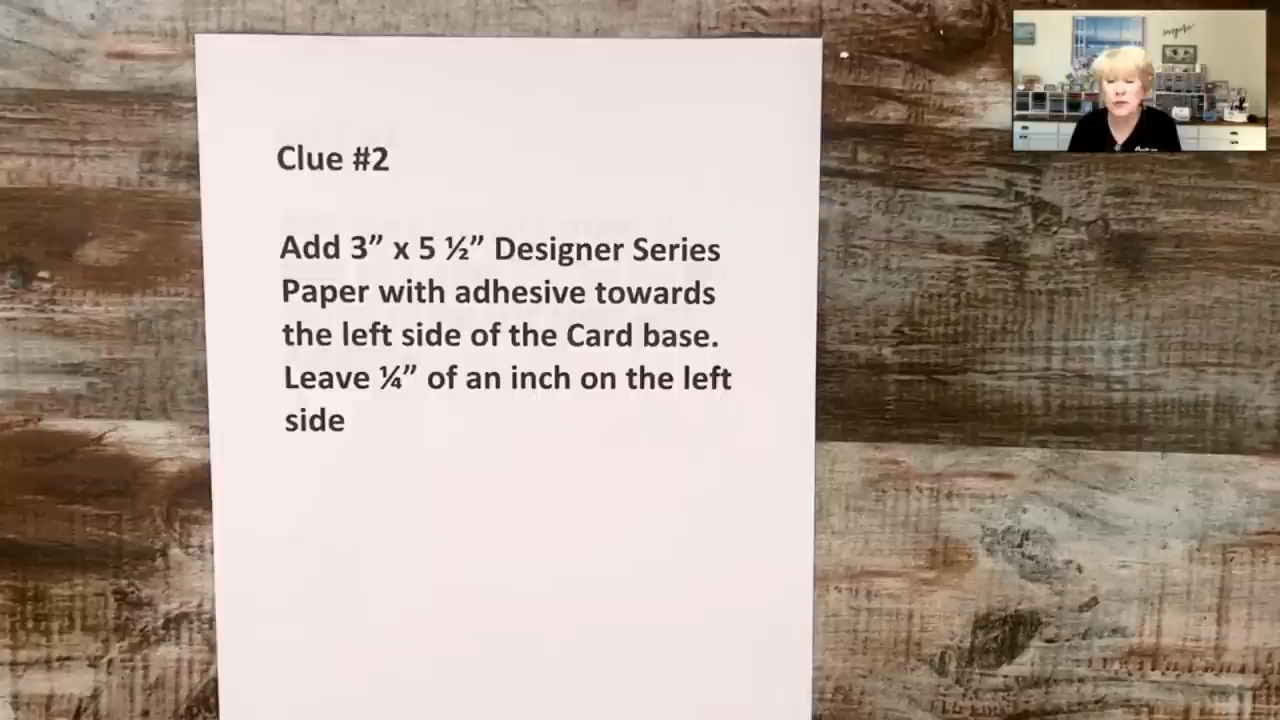 Clue #2
Add 3” x 5 ½” Designer Series
Paper with adhesive towards
the left side of the Card base.
Leave ¼” of an inch on the left
side
inspire